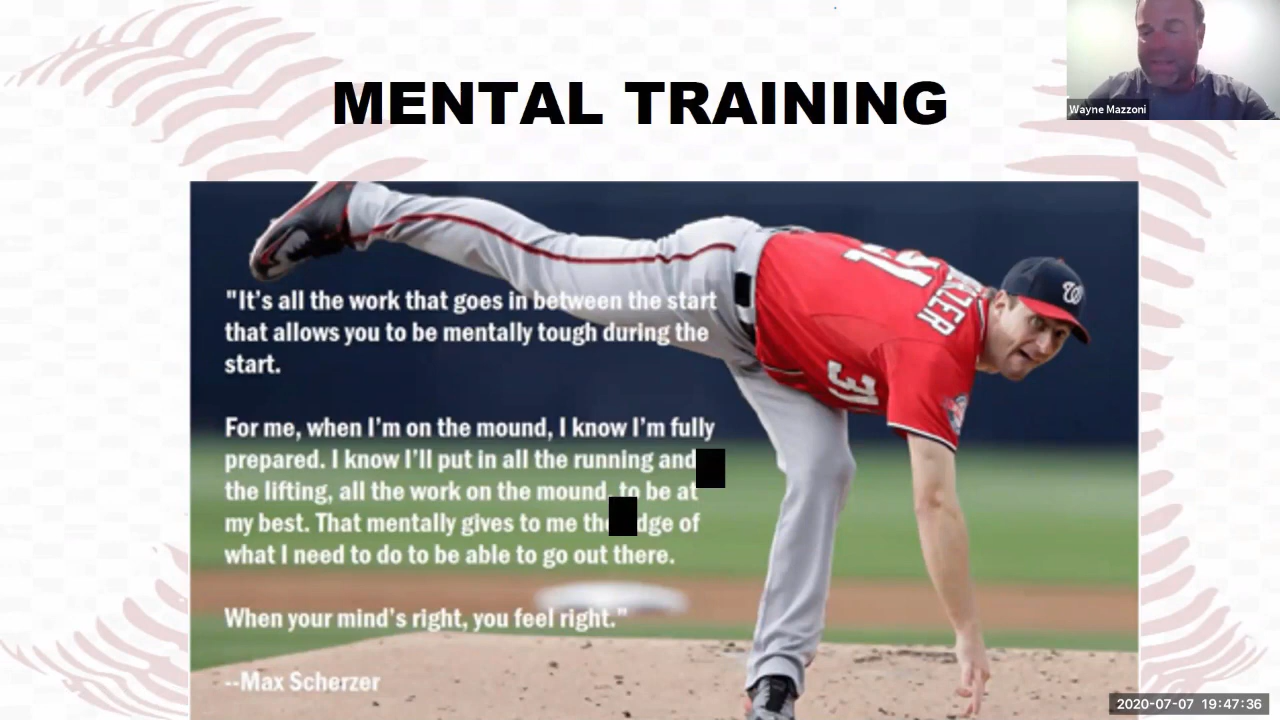 MENTAL TRAINING
Wayne Mazzoni
"It's all the work that goes in between the start
that allows you to be mentally tough during the
start.
For me, when I'm on the mound, I know I'm fully
prepared. I know I'll put in all the running and
the lifting, all the work on the mound, to be at
my best. That mentally gives to me of
what I need to do to be able to go out there.
When your mind's right, you feel right."
--Max Scherzer
31
31
W
2020-07-07 19:47:36